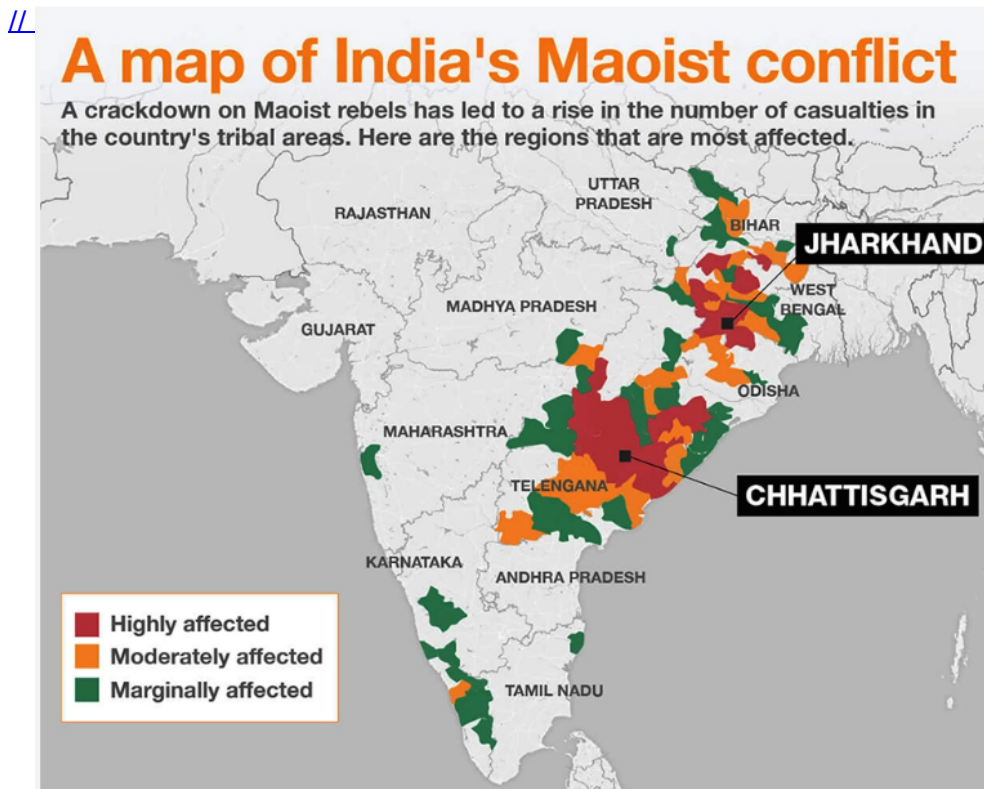 //
A map of India's Maoist conflict
A crackdown on Maoist rebels has led to a rise in the number of casualties in
the country's tribal areas. Here are the regions that are most affected.
UTTAR
PRADESH
RAJASTHAN
BIHAR
JHARKHAND
WEST
BENGAL
MADHYA PRADESH
GUJARAT
ODISHA
MAHARASHTRA
TELENGANA
CHHATTISGARH
KARNATAKA
ANDHRA PRADESH
Highly affected
Moderately affected
Marginally affected
TAMIL NADU